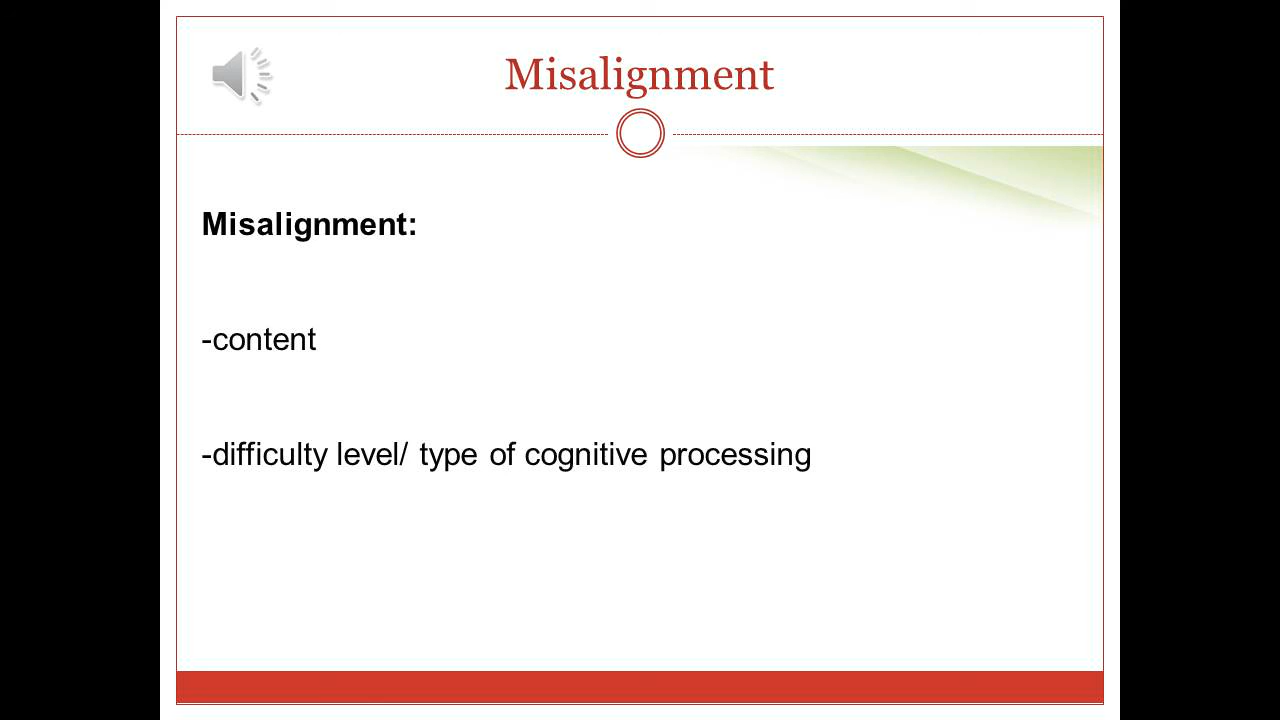 Misalignment
Misalignment:
-content
-difficulty level/ type of cognitive processing